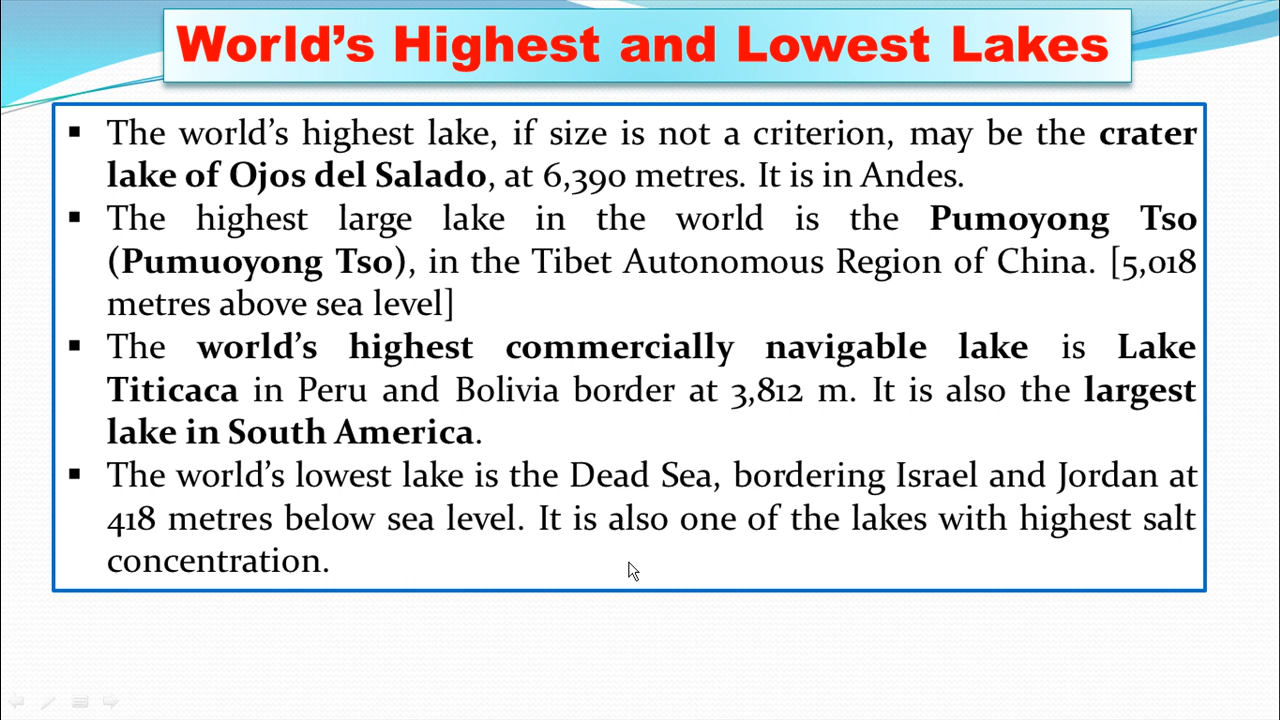 World's Highest and Lowest Lakes
▪ The world's highest lake, if size is not a criterion, may be the crater
lake of Ojos del Salado, at 6,390 metres. It is in Andes.
▪ The highest large lake in the world is the Pumoyong Tso
(Pumuoyong Tso), in the Tibet Autonomous Region of China. [5,018
metres above sea level]
▪ The world's highest commercially navigable lake is Lake
Titicaca in Peru and Bolivia border at 3,812 m. It is also the largest
lake in South America.
▪ The world's lowest lake is the Dead Sea, bordering Israel and Jordan at
418 metres below sea level. It is also one of the lakes with highest salt
concentration.